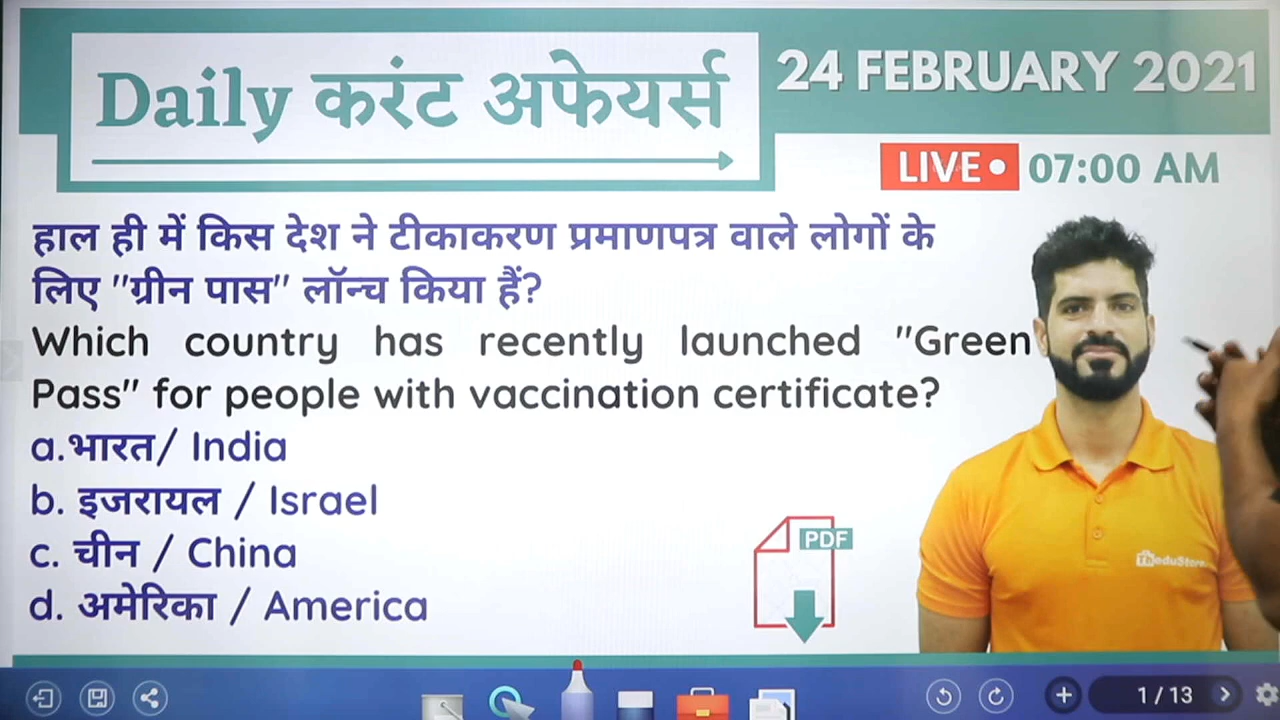 Daily करंट अफेयर्स
24 FEBRUARY 2021
LIVE 07:00 AM
हाल ही में किस देश ने टीकाकरण प्रमाणपत्र वाले लोगों के
लिए "ग्रीन पास" लॉन्च किया हैं?
Which country has recently launched "Green
Pass" for people with vaccination certificate?
a.भारत/ India
b. इजरायल / Israel
c. चीन / China
d. अमेरिका / America
PDF
TheduStore
1 / 13